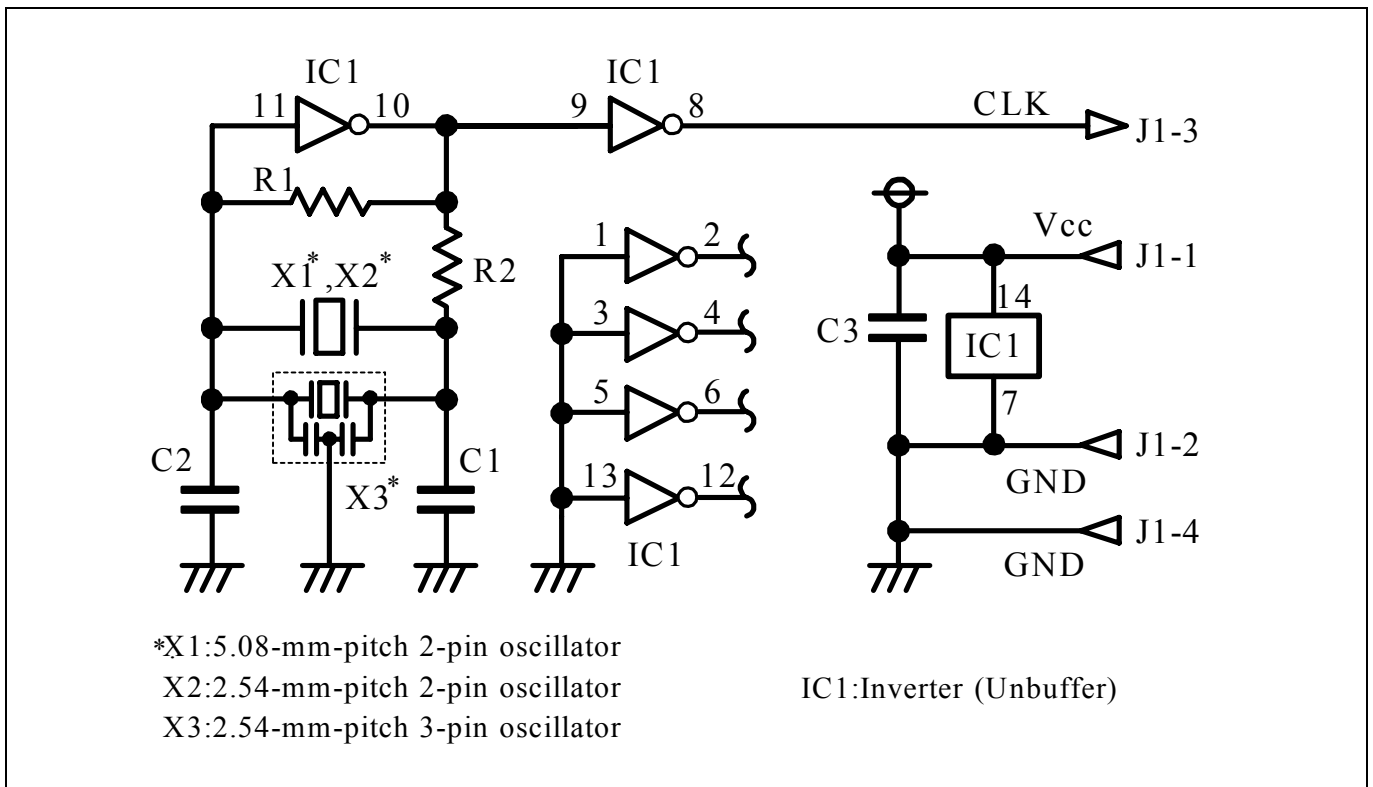 IC1
IC1
11
10
9
8
CLK
J1-3
R1
R2
X1*,X2*
1
2
3
4
5
6
13
12
IC1
Vcc
J1-1
14
C3
IC1
7
J1-2
GND
J1-4
GND
C2
C1
X3*
*X1:5.08-mm-pitch 2-pin oscillator
X2:2.54-mm-pitch 2-pin oscillator
X3:2.54-mm-pitch 3-pin oscillator
IC1:Inverter (Unbuffer)